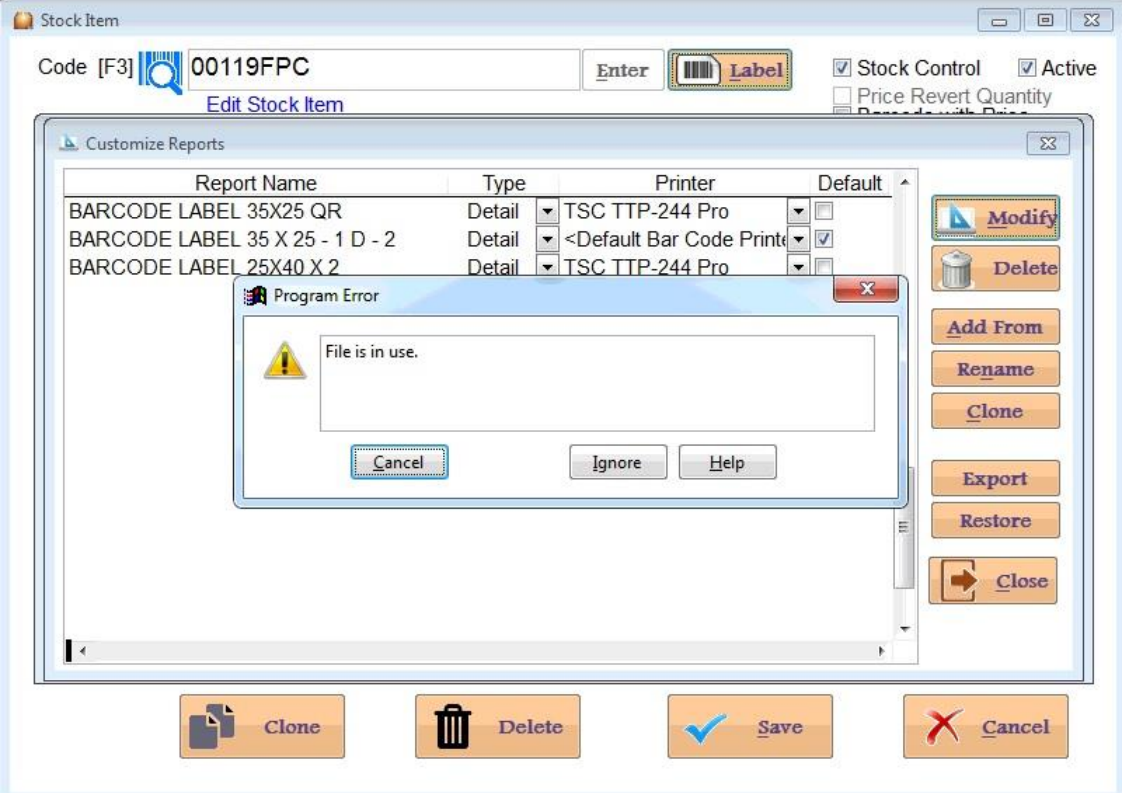 Stock Item
Code [F3] 00119FPC Enter Label Stock Control Active
Edit Stock Item Price Revert Quantity
Barcode with Price
Customize Reports
Report Name Type Printer Default
BARCODE LABEL 35X25 QR Detail TSC TTP-244 Pro
BARCODE LABEL 35 X 25 - 1 D - 2 Detail <Default Bar Code Printe
BARCODE LABEL 25X40 X 2 Detail TSC TTP-244 Pro
Modify
Delete
Add From
Rename
Clone
Export
Restore
Close
Program Error
File is in use.
Cancel Ignore Help
Clone Delete Save Cancel